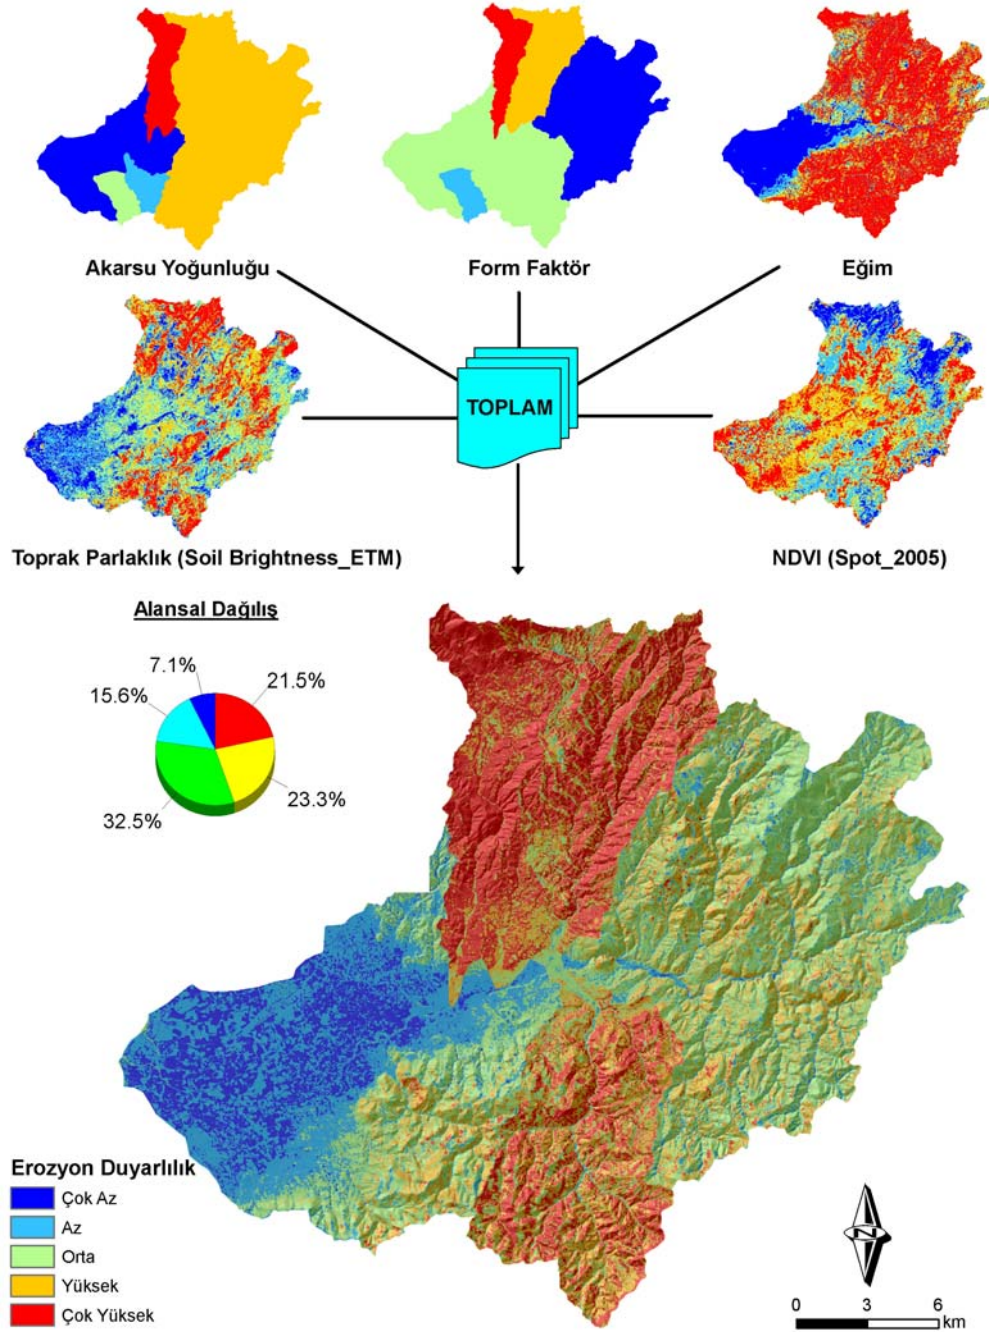 Akarsu Yoğunluğu
Form Faktör
Eğim
TOPLAM
Toprak Parlaklık (Soil Brightness_ETM)
NDVI (Spot_2005)
Alansal Dağılış
7.1%
21.5%
15.6%
23.3%
32.5%
Erozyon Duyarlılık
Çok Az
Az
Orta
Yüksek
Çok Yüksek
N
0 3 6
km